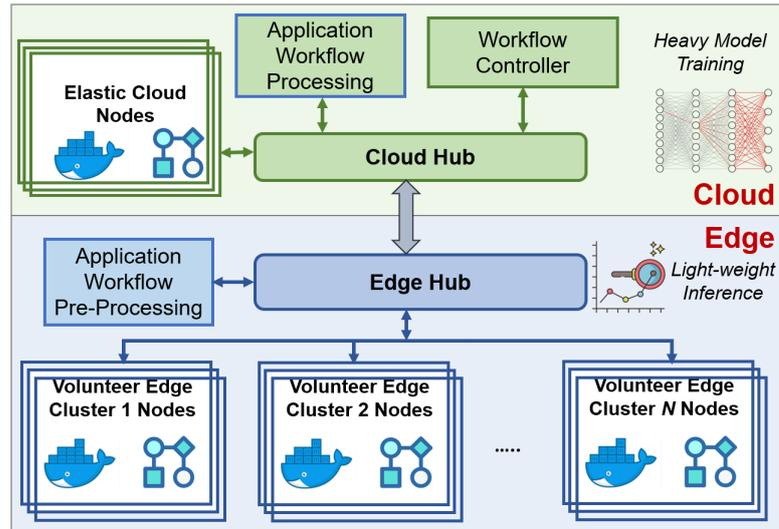 Application
Workflow
Processing
Workflow
Controller
Heavy Model
Training
Elastic Cloud
Nodes
Cloud Hub
Cloud
Edge
Application
Workflow
Pre-Processing
Edge Hub
Light-weight
Inference
Volunteer Edge
Cluster 1 Nodes
Volunteer Edge
Cluster 2 Nodes
.....
Volunteer Edge
Cluster N Nodes